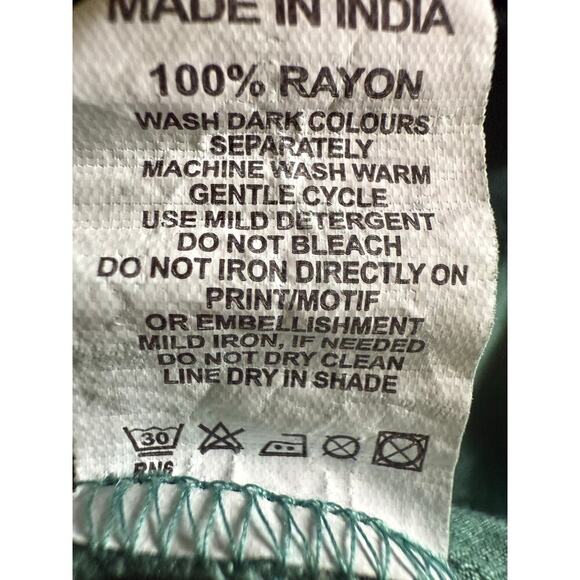 MADE IN INDIA
100% RAYON
WASH DARK COLOURS
SEPARATELY
MACHINE WASH WARM
GENTLE CYCLE
USE MILD DETERGENT
DO NOT BLEACH
DO NOT IRON DIRECTLY ON
PRINT/MOTIF
OR EMBELLISHMENT
MILD IRON, IF NEEDED
DO NOT DRY CLEAN
LINE DRY IN SHADE
30